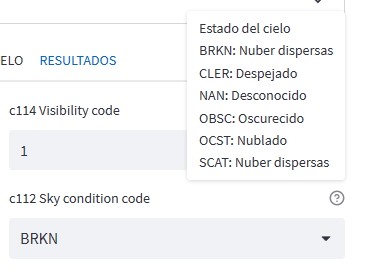 Estado del cielo
BRKN: Nuber dispersas
ELO RESULTADOS
CLER: Despejado
NAN: Desconocido
c114 Visibility code
OBSC: Oscurecido
OCST: Nublado
1
SCAT: Nuber dispersas
c112 Sky condition code
?
BRKN